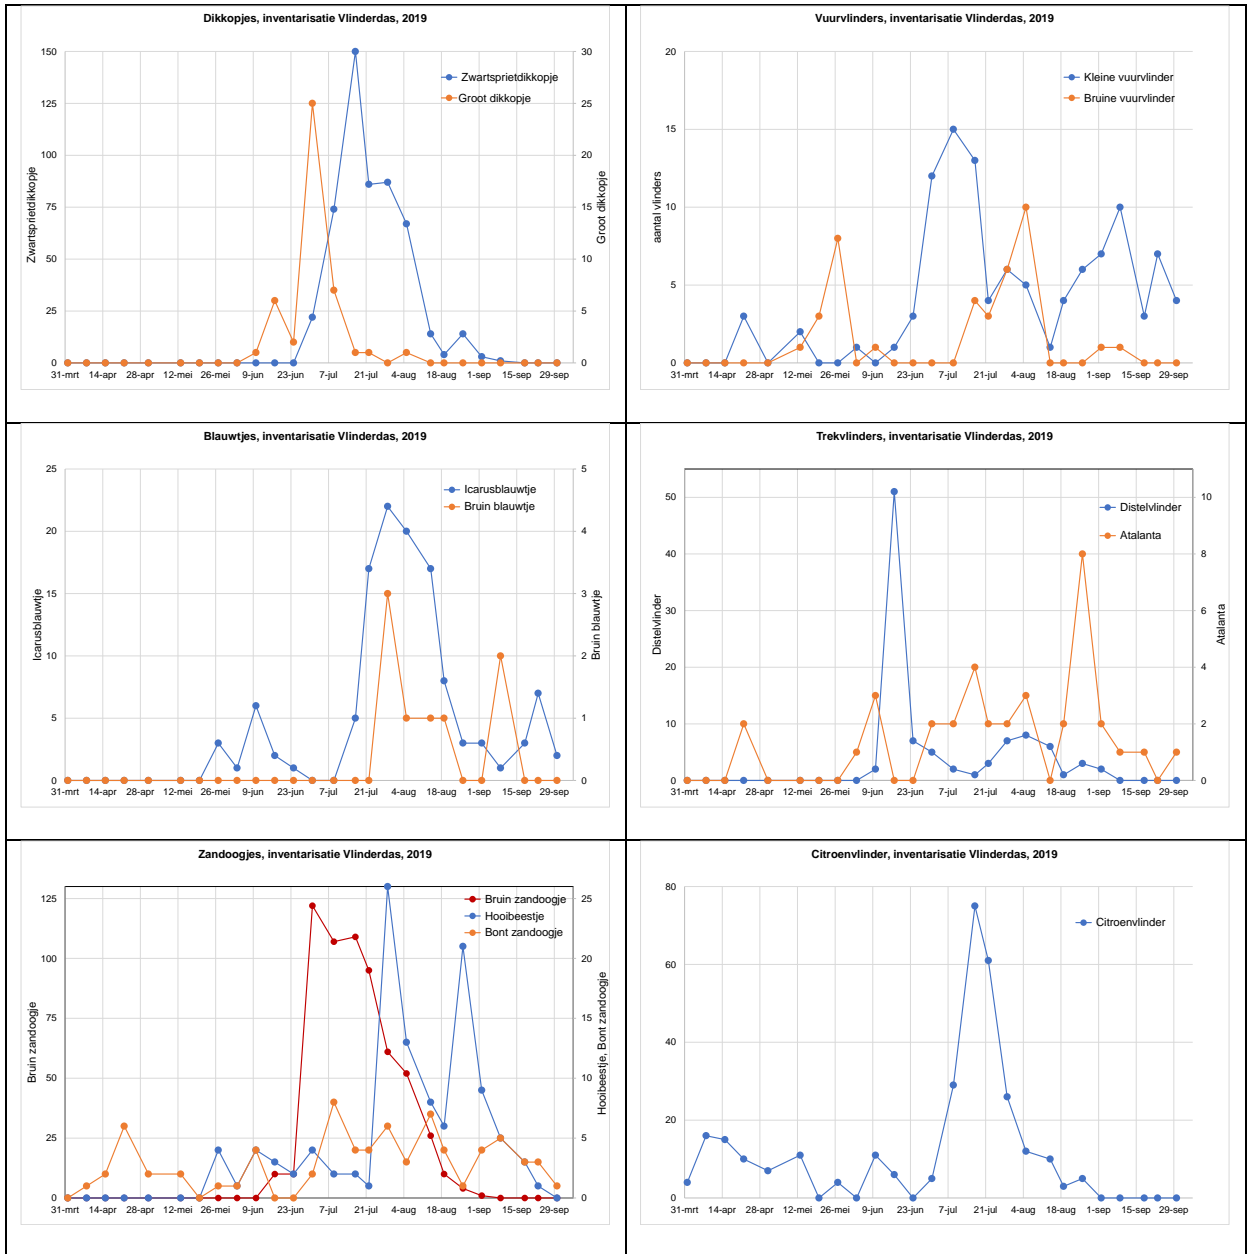 Dikkopjes, inventarisatie Vlinderdas, 2019
150 30
Zwartsprietdikkopje
Groot dikkopje
125 25
100 20
75 15
50 10
25 5
0 0
Zwartsprietdikkopje
Groot dikkopje
31-mrt 14-apr 28-apr 12-mei 26-mei 9-jun 23-jun 7-jul 21-jul 4-aug 18-aug 1-sep 15-sep 29-sep
Vuurvlinders, inventarisatie Vlinderdas, 2019
20
Kleine vuurvlinder
Bruine vuurvlinder
15
10
5
0
aantal vlinders
31-mrt 14-apr 28-apr 12-mei 26-mei 9-jun 23-jun 7-jul 21-jul 4-aug 18-aug 1-sep 15-sep 29-sep
Blauwtjes, inventarisatie Vlinderdas, 2019
25 5
Icarusblauwtje
Bruin blauwtje
20 4
15 3
10 2
5 1
0 0
Icarusblauwtje
Bruin blauwtje
31-mrt 14-apr 28-apr 12-mei 26-mei 9-jun 23-jun 7-jul 21-jul 4-aug 18-aug 1-sep 15-sep 29-sep
Trekvlinders, inventarisatie Vlinderdas, 2019
50 10
Distelvlinder
Atalanta
40 8
30 6
20 4
10 2
0 0
Distelvlinder
Atalanta
31-mrt 14-apr 28-apr 12-mei 26-mei 9-jun 23-jun 7-jul 21-jul 4-aug 18-aug 1-sep 15-sep 29-sep
Zandoogjes, inventarisatie Vlinderdas, 2019
125 25
Bruin zandoogje
Hooibeestje
Bont zandoogje
100 20
75 15
50 10
25 5
0 0
Bruin zandoogje
Hooibeestje, Bont zandoogje
31-mrt 14-apr 28-apr 12-mei 26-mei 9-jun 23-jun 7-jul 21-jul 4-aug 18-aug 1-sep 15-sep 29-sep
Citroenvlinder, inventarisatie Vlinderdas, 2019
80
Citroenvlinder
60
40
20
0
31-mrt 14-apr 28-apr 12-mei 26-mei 9-jun 23-jun 7-jul 21-jul 4-aug 18-aug 1-sep 15-sep 29-sep